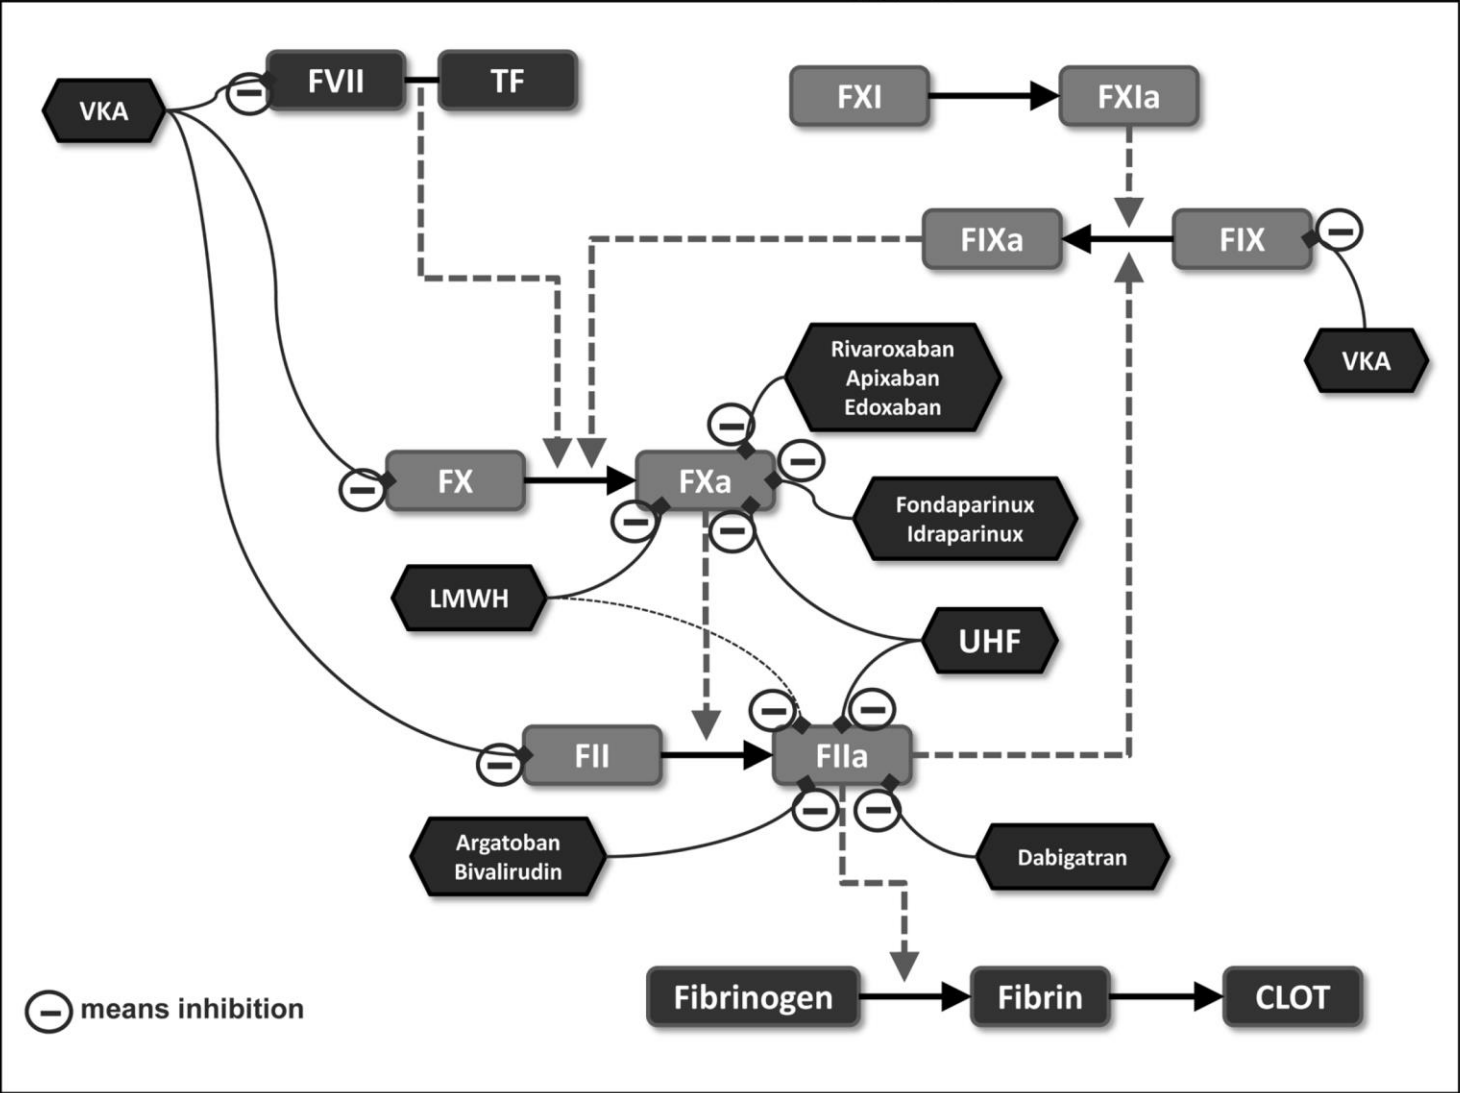 VKA
FVII
TF
FXI
FXIa
FIXa
FIX
VKA
Rivaroxaban
Apixaban
Edoxaban
FX
FXa
Fondaparinux
Idraparinux
LMWH
UHF
FII
FIIa
Argatoban
Bivalirudin
Dabigatran
Fibrinogen
Fibrin
CLOT
means inhibition